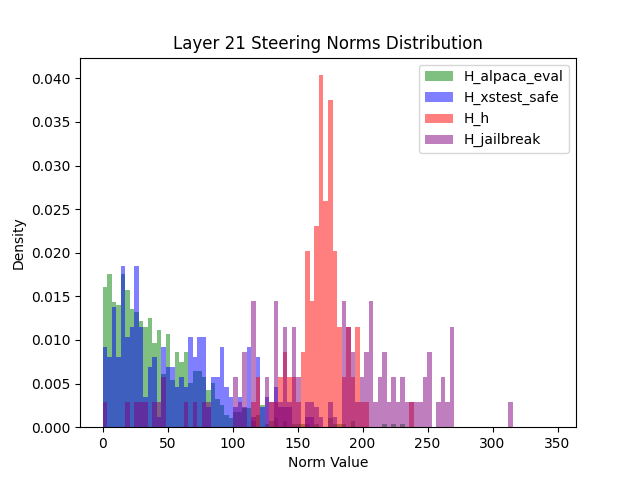 Layer 21 Steering Norms Distribution
H_alpaca_eval
H_xstest_safe
H_h
H_jailbreak
0.040
0.035
0.030
0.025
0.020
0.015
0.010
0.005
0.000
Density
0 50 100 150 200 250 300 350
Norm Value